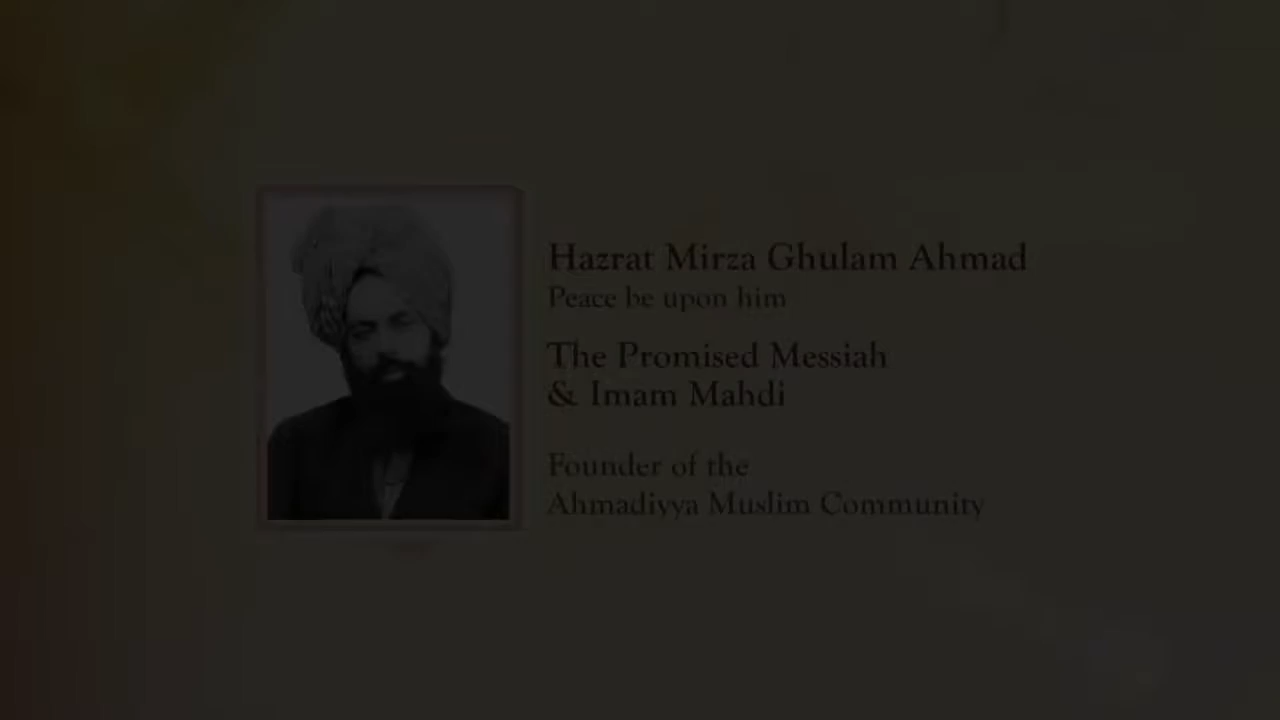 Hazrat Mirza Ghulam Ahmad
Peace be upon him
The Promised Messiah
& Imam Mahdi
Founder of the
Ahmadiyya Muslim Community